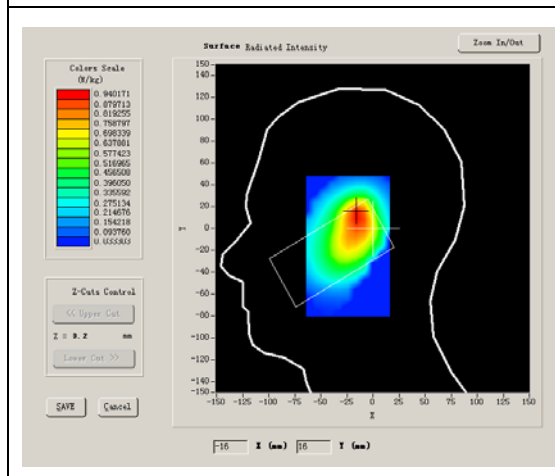 Surface Radiated Intensity
Zoom In/Out
Colors Scale
(W/kg)
0.940171
0.879713
0.819255
0.758797
0.698339
0.637881
0.577423
0.516965
0.456508
0.396050
0.335592
0.275134
0.214676
0.154218
0.093760
0.033303
150
140
120
100
80
60
40
20
0
-20
-40
-60
-80
-100
-120
-140
-150
Y
-150 -125 -100 -75 -50 -25 0 25 50 75 100 125 150
X
Z-Cuts Control
<< Upper Cut
Z = 0.2 mm
Lower Cut >>
SAVE Cancel
-16 X (mm) 16 Y (mm)